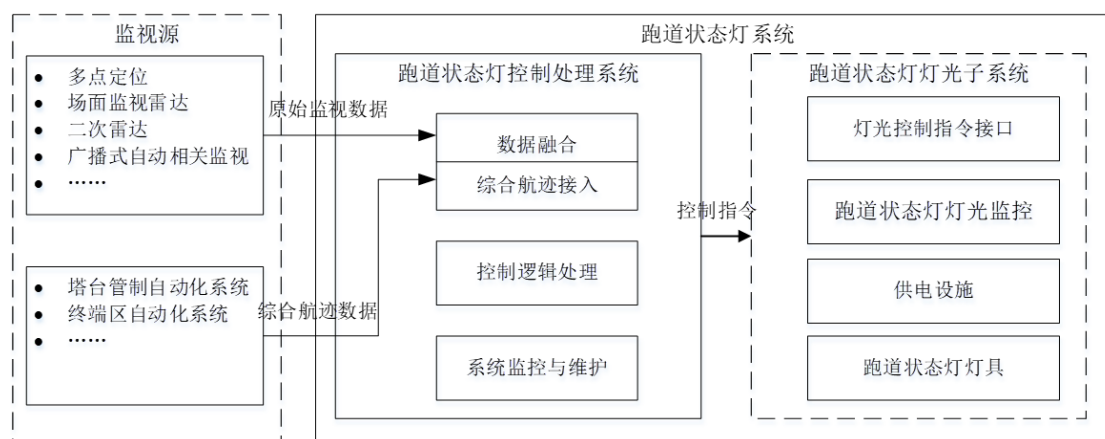 监视源
● 多点定位
● 场面监视雷达
● 二次雷达
● 广播式自动相关监视
● ……
● 塔台管制自动化系统
● 终端区自动化系统
● ……
原始监视数据
综合航迹数据
跑道状态灯系统
跑道状态灯控制处理系统
数据融合
综合航迹接入
控制逻辑处理
系统监控与维护
控制指令
跑道状态灯灯光子系统
灯光控制指令接口
跑道状态灯灯光监控
供电设施
跑道状态灯灯具